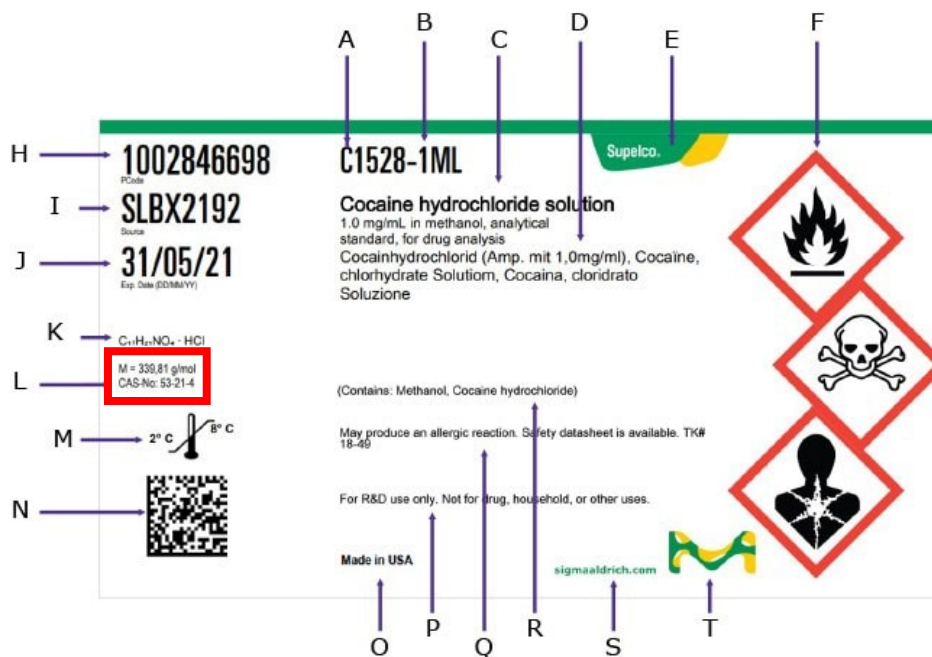 A B C D E F
H 1002846698
PCode
I SLBX2192
Source
J 31/05/21
Exp. Date (DD/MM/YY)
K C₁₇H₂₁NO₄ · HCl
L M = 339,81 g/mol
CAS-No: 53-21-4
M 2° C 8° C
N
C1528-1ML
Supelco.
Cocaine hydrochloride solution
1.0 mg/mL in methanol, analytical
standard, for drug analysis
Cocainhydrochlorid (Amp. mit 1,0mg/ml), Cocaïne,
chlorhydrate Solutiom, Cocaina, cloridrato
Soluzione
(Contains: Methanol, Cocaine hydrochloride)
May produce an allergic reaction. Safety datasheet is available. TK#
18-49
For R&D use only. Not for drug, household, or other uses.
Made in USA
sigmaaldrich.com
O P Q R S T